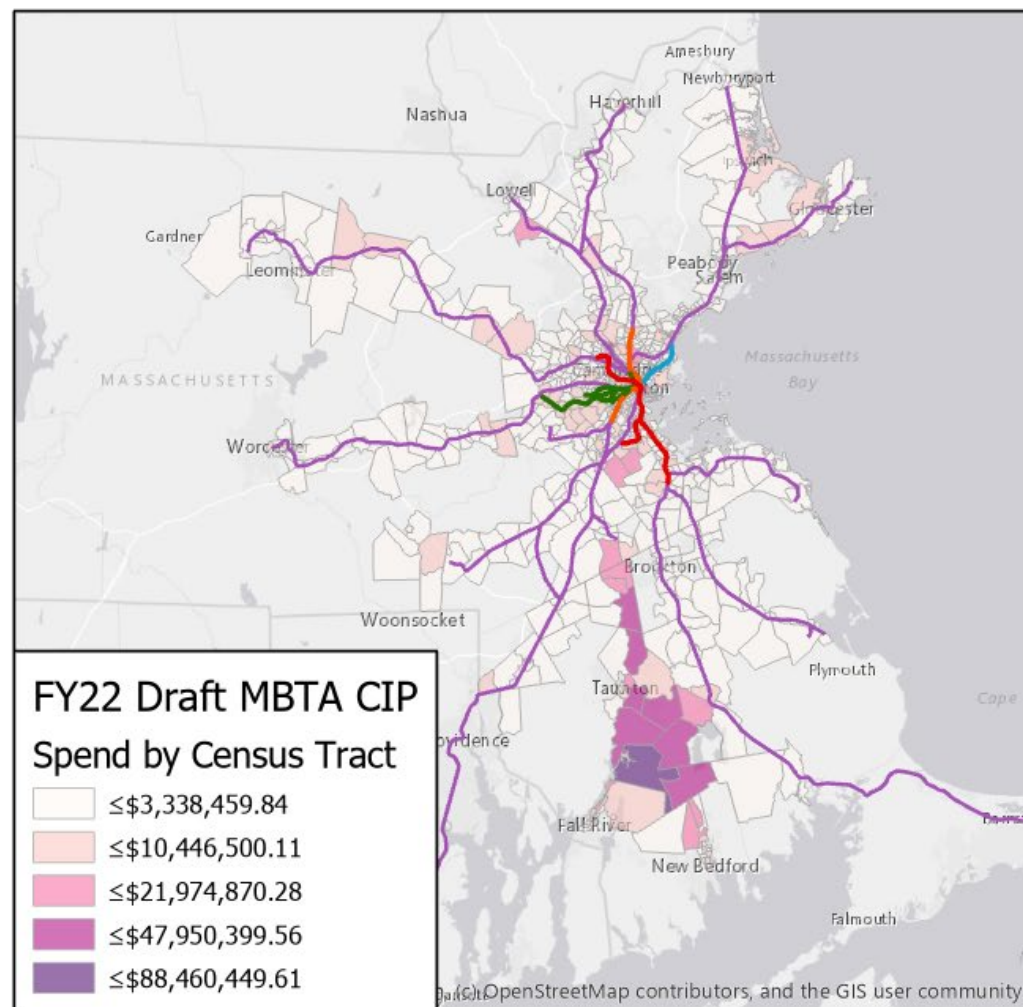 Amesbury
Newburyport
Haverhill
Nashua
Ipswich
Lowell
Gloucester
Gardner
Peabody
Salem
Leominster
Massachusetts
Bay
MASSACHUSETTS
Worcester
Brockton
Woonsocket
Plymouth
Taunton
Cape
Fall River
New Bedford
Falmouth
FY22 Draft MBTA CIP
Spend by Census Tract
≤$3,338,459.84
≤$10,446,500.11
≤$21,974,870.28
≤$47,950,399.56
≤$88,460,449.61
(c) OpenStreetMap contributors, and the GIS user community